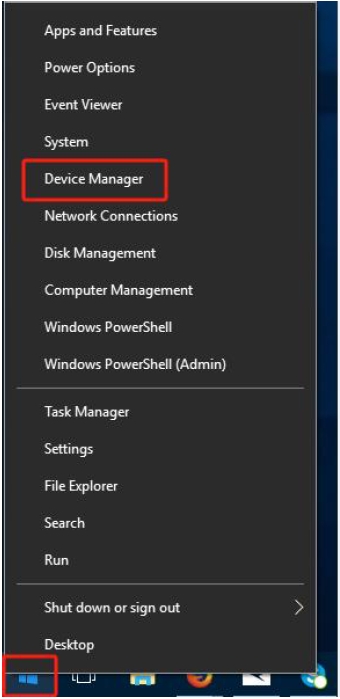 Apps and Features
Power Options
Event Viewer
System
Device Manager
Network Connections
Disk Management
Computer Management
Windows PowerShell
Windows PowerShell (Admin)
Task Manager
Settings
File Explorer
Search
Run
Shut down or sign out
Desktop